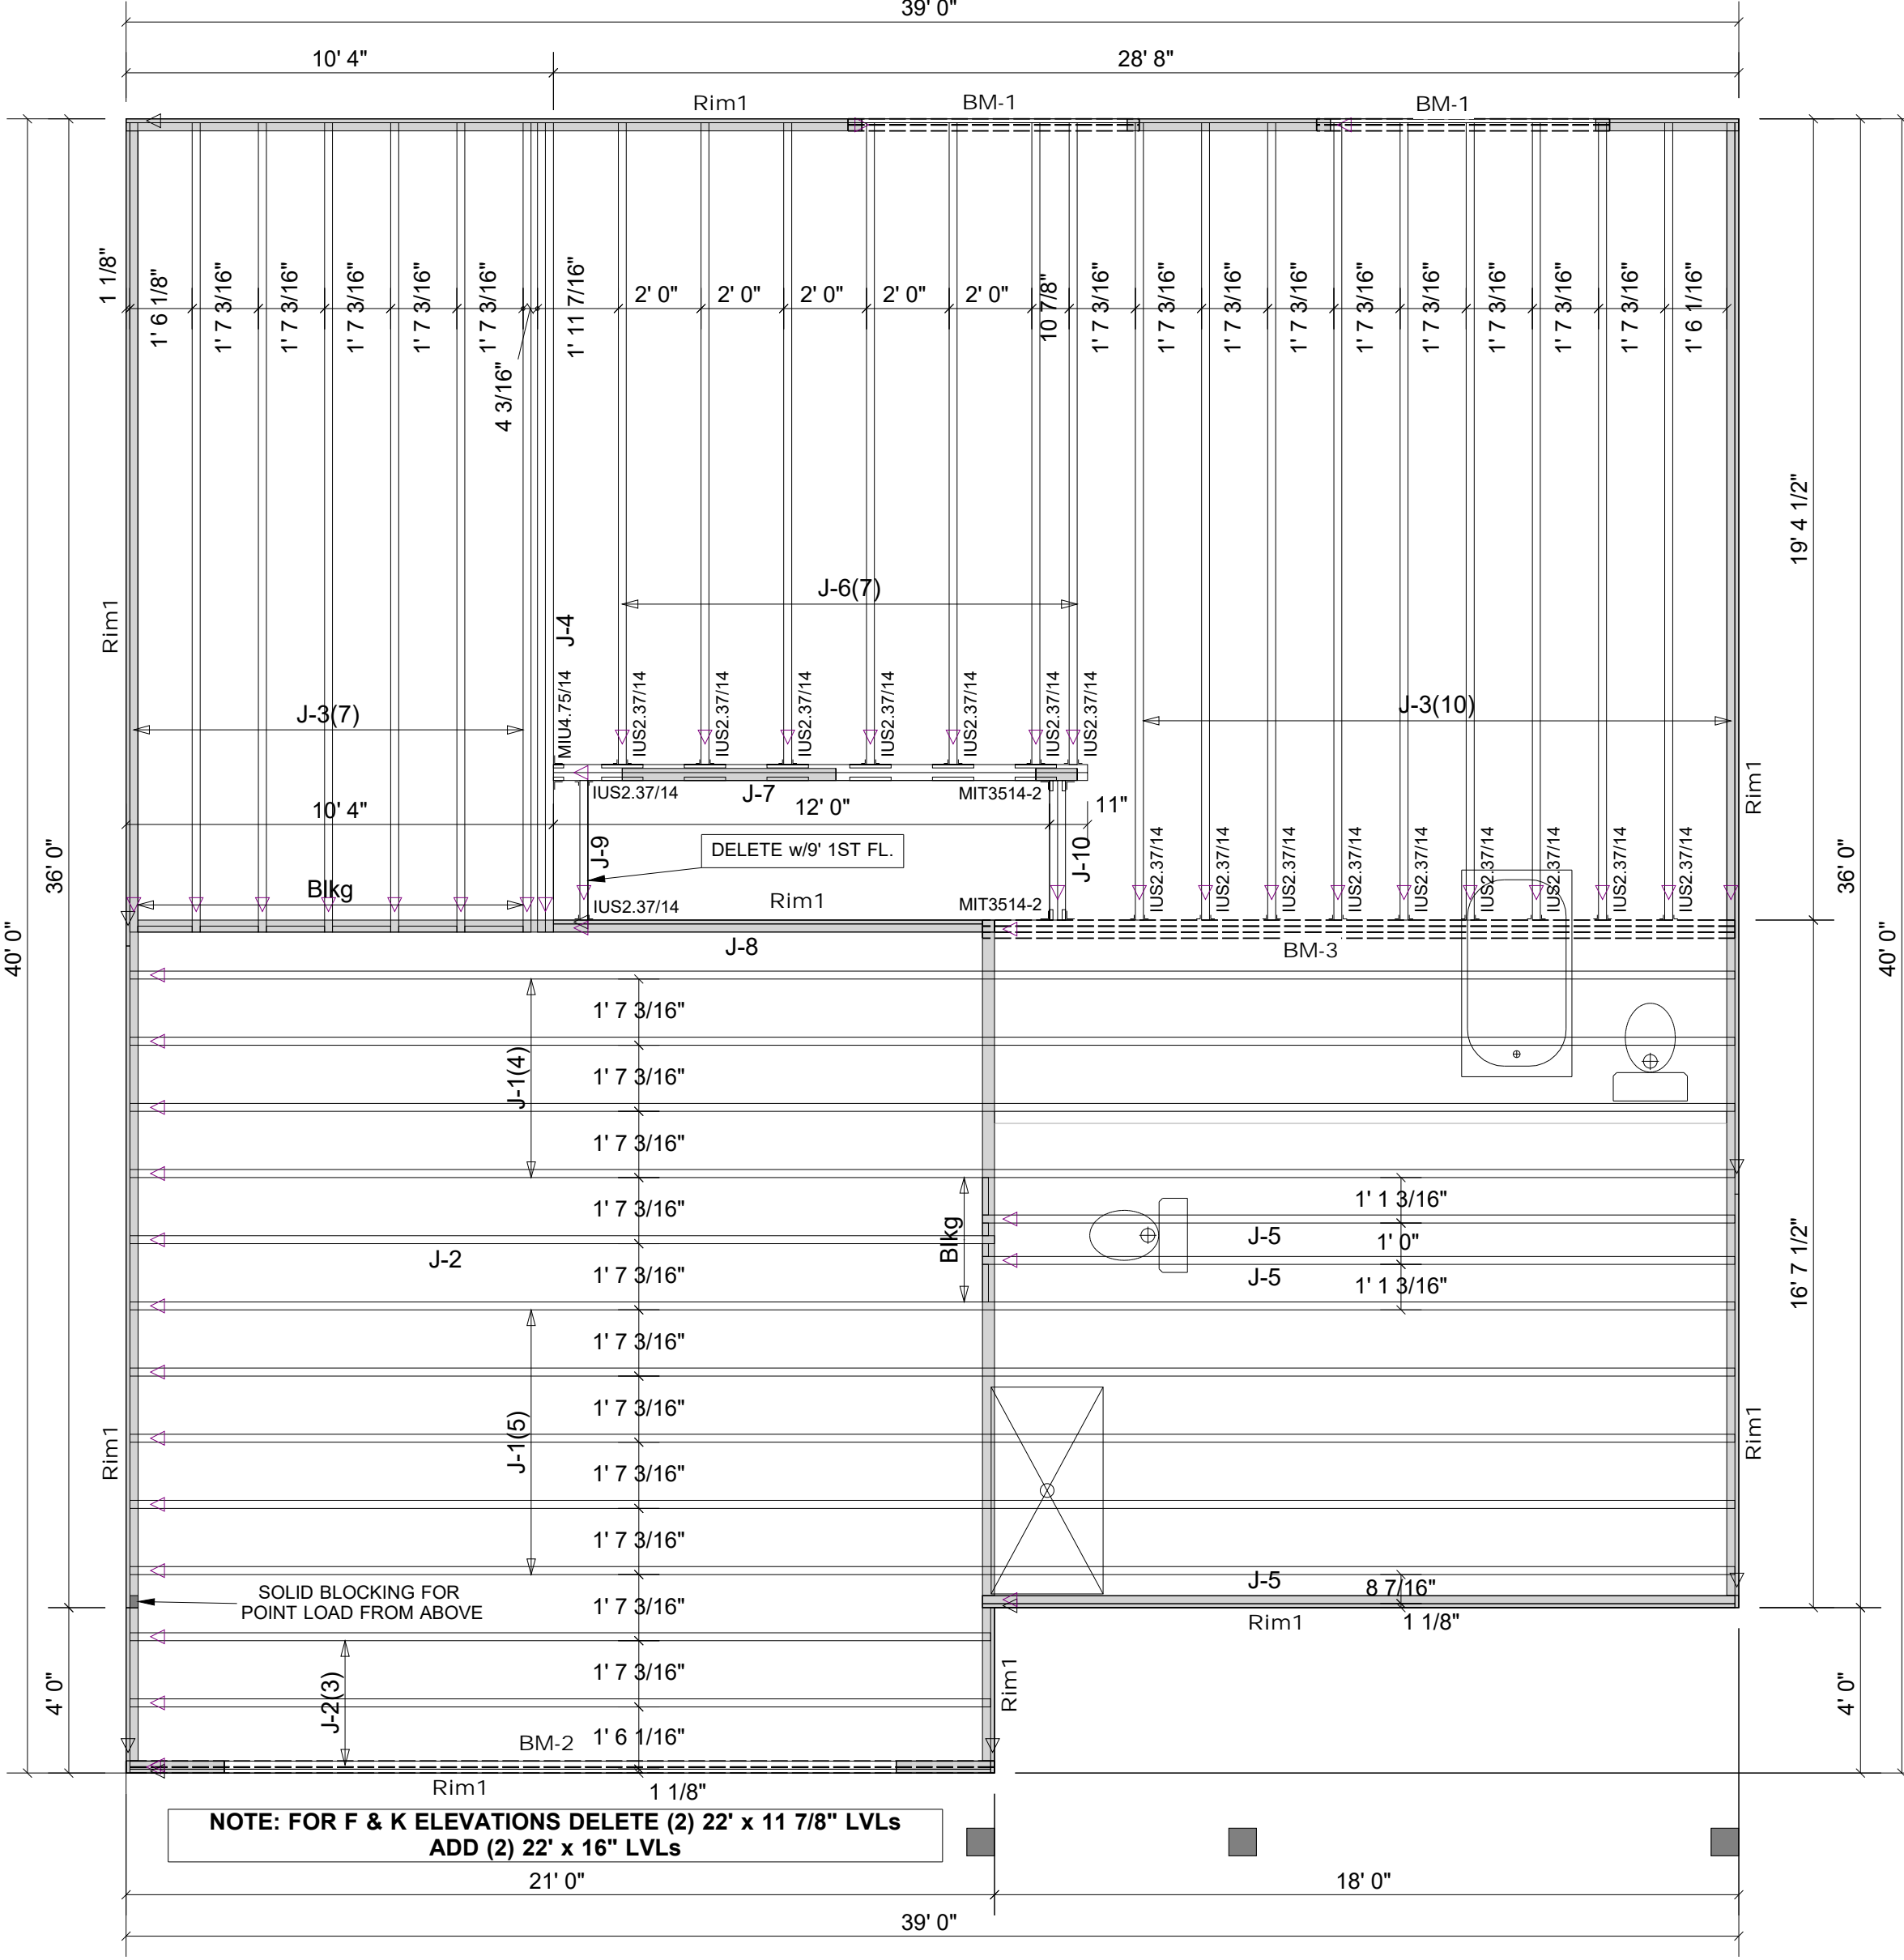 39' 0"
10' 4"
28' 8"
Rim1
BM-1
BM-1
1 1/8"
1' 6 1/8"
1' 7 3/16"
1' 7 3/16"
1' 7 3/16"
1' 7 3/16"
1' 7 3/16"
4 3/16"
1' 11 7/16"
2' 0"
2' 0"
2' 0"
2' 0"
2' 0"
10 7/8"
1' 7 3/16"
1' 7 3/16"
1' 7 3/16"
1' 7 3/16"
1' 7 3/16"
1' 7 3/16"
1' 7 3/16"
1' 7 3/16"
1' 7 3/16"
1' 6 1/16"
19' 4 1/2"
J-6(7)
J-4
Rim1
MIU4.75/14
IUS2.37/14
IUS2.37/14
IUS2.37/14
IUS2.37/14
IUS2.37/14
IUS2.37/14
IUS2.37/14
J-3(7)
J-3(10)
Rim1
IUS2.37/14
J-7
MIT3514-2
10' 4"
12' 0"
11"
DELETE w/9' 1ST FL.
J-9
J-10
IUS2.37/14
IUS2.37/14
IUS2.37/14
IUS2.37/14
IUS2.37/14
IUS2.37/14
IUS2.37/14
IUS2.37/14
IUS2.37/14
36' 0"
36' 0"
Blkg
IUS2.37/14
Rim1
MIT3514-2
40' 0"
40' 0"
J-8
BM-3
1' 7 3/16"
J-1(4)
1' 7 3/16"
1' 7 3/16"
1' 7 3/16"
1' 1 3/16"
Blkg
J-5
1' 0"
J-2
1' 7 3/16"
J-5
1' 1 3/16"
16' 7 1/2"
1' 7 3/16"
1' 7 3/16"
J-1(5)
Rim1
Rim1
1' 7 3/16"
1' 7 3/16"
SOLID BLOCKING FOR
POINT LOAD FROM ABOVE
1' 7 3/16"
J-5
8 7/16"
Rim1
1 1/8"
4' 0"
J-2(3)
1' 7 3/16"
Rim1
4' 0"
BM-2
1' 6 1/16"
Rim1
1 1/8"
NOTE: FOR F & K ELEVATIONS DELETE (2) 22' x 11 7/8" LVLs
ADD (2) 22' x 16" LVLs
21' 0"
18' 0"
39' 0"